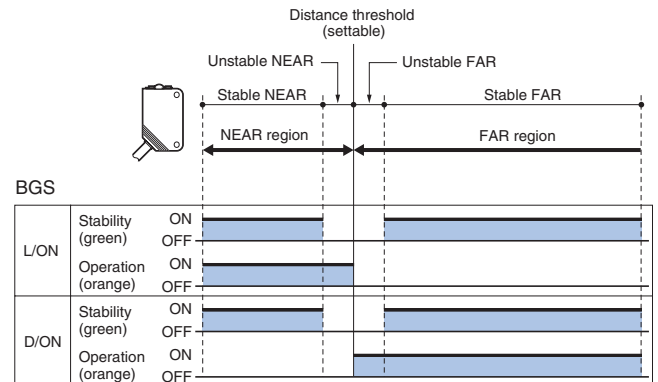 Distance threshold
(settable)
Unstable NEAR
Unstable FAR
Stable NEAR
Stable FAR
NEAR region
FAR region
BGS
L/ON
Stability
(green)
ON
OFF
Operation
(orange)
ON
OFF
D/ON
Stability
(green)
ON
OFF
Operation
(orange)
ON
OFF